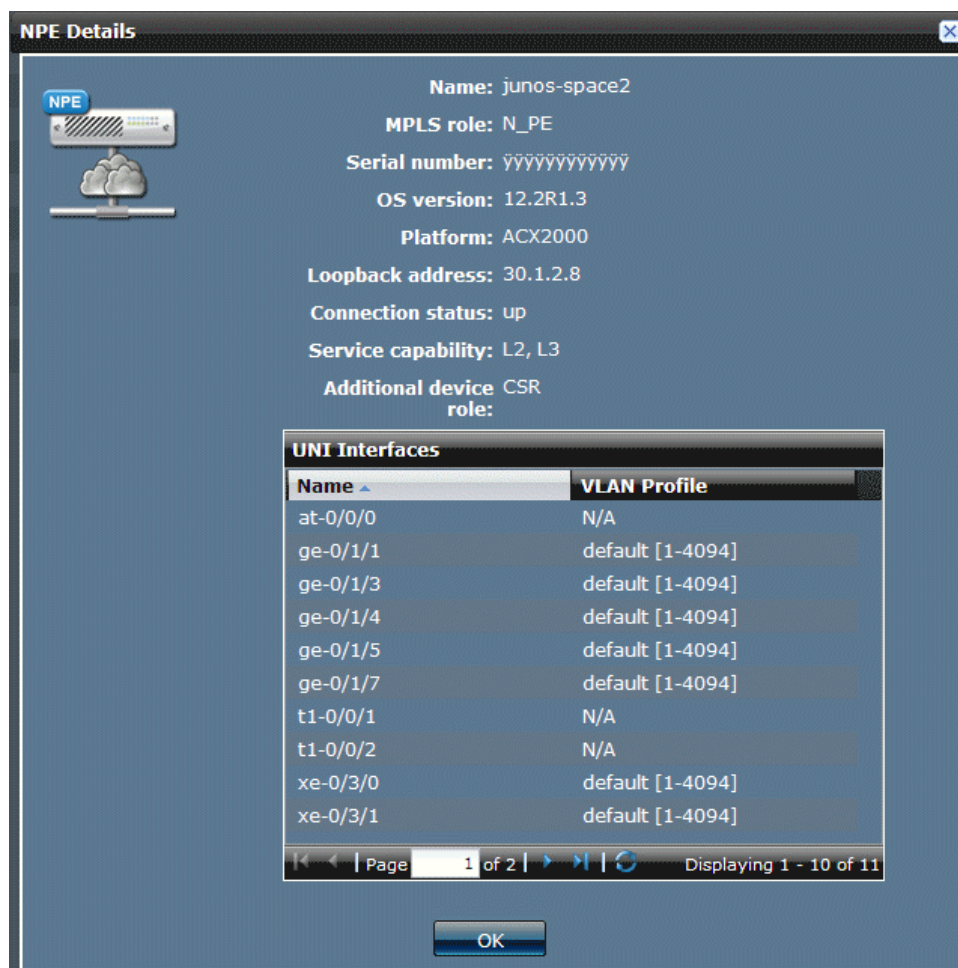 NPE Details
NPE
Name: junos-space2
MPLS role: N_PE
Serial number: ÿÿÿÿÿÿÿÿÿÿÿÿ
OS version: 12.2R1.3
Platform: ACX2000
Loopback address: 30.1.2.8
Connection status: up
Service capability: L2, L3
Additional device CSR
role:
UNI Interfaces
Name VLAN Profile
at-0/0/0 N/A
ge-0/1/1 default [1-4094]
ge-0/1/3 default [1-4094]
ge-0/1/4 default [1-4094]
ge-0/1/5 default [1-4094]
ge-0/1/7 default [1-4094]
t1-0/0/1 N/A
t1-0/0/2 N/A
xe-0/3/0 default [1-4094]
xe-0/3/1 default [1-4094]
Page 1 of 2 Displaying 1 - 10 of 11
OK